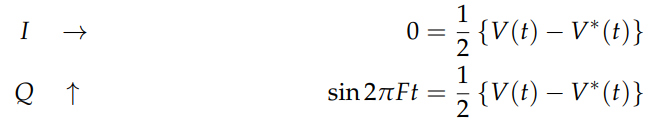 I → 0 = 1/2 {V(t) − V*(t)}
Q ↑ sin 2πFt = 1/2 {V(t) − V*(t)}